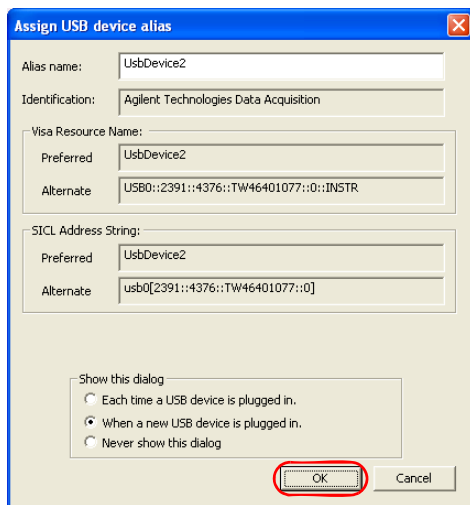 Assign USB device alias
Alias name: UsbDevice2
Identification: Agilent Technologies Data Acquisition
Visa Resource Name:
Preferred UsbDevice2
Alternate USB0::2391::4376::TW46401077::0::INSTR
SICL Address String:
Preferred UsbDevice2
Alternate usb0[2391::4376::TW46401077::0]
Show this dialog
Each time a USB device is plugged in.
When a new USB device is plugged in.
Never show this dialog
OK Cancel